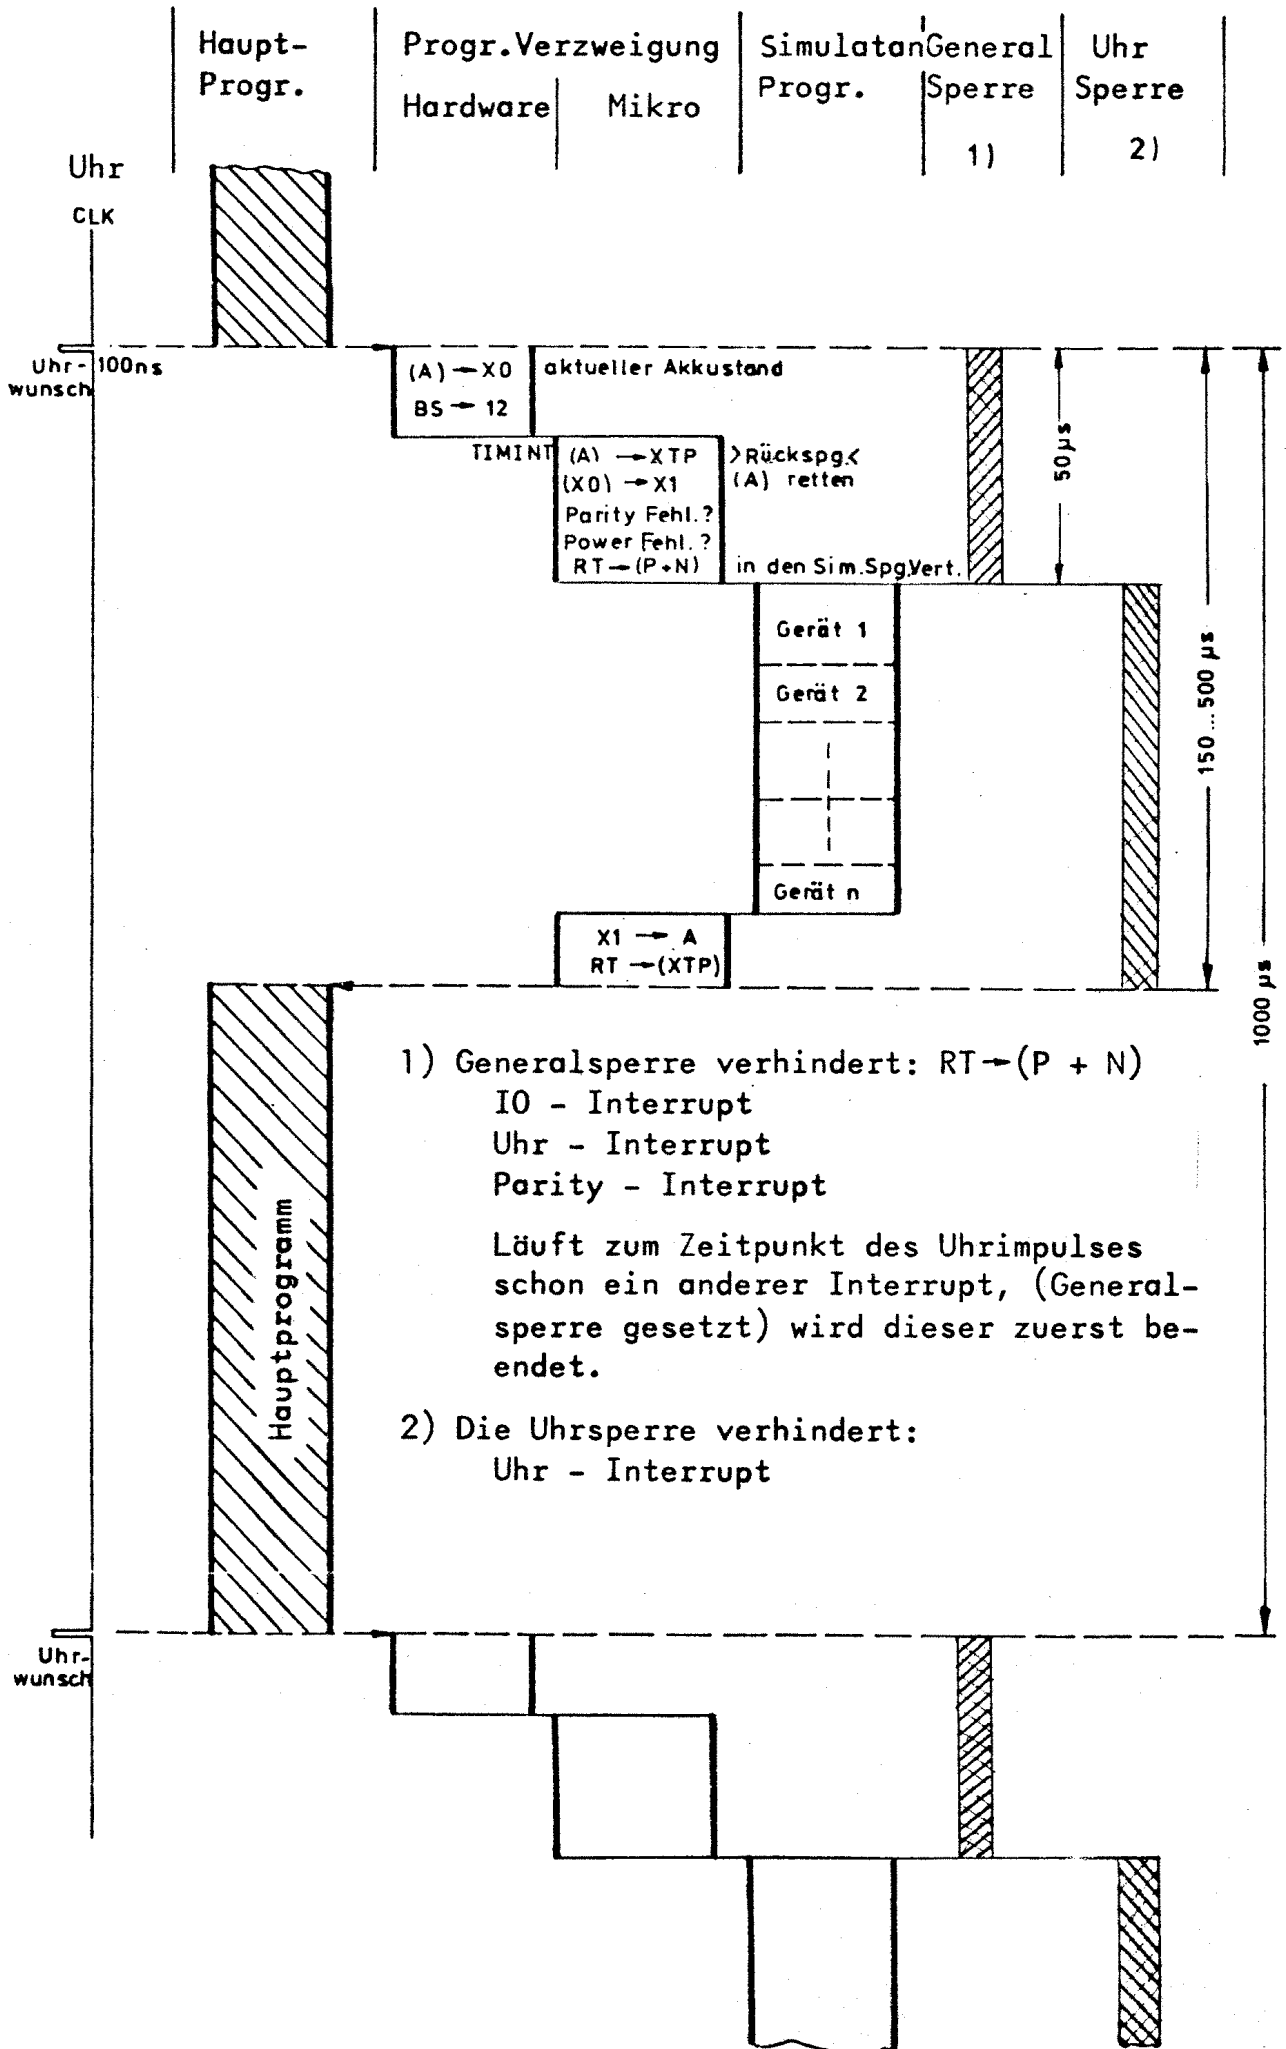 Haupt-
Progr.
Progr.Verzweigung
Hardware
Mikro
Simulatan
Progr.
General
Sperre
1)
Uhr
Sperre
2)
Uhr
CLK
Uhr-
wunsch
100ns
(A) → X0
BS → 12
aktueller Akkustand
TIMINT
(A) → XTP
(X0) → X1
Parity Fehl.?
Power Fehl.?
RT → (P+N)
>Rückspg.<
(A) retten
in den Sim.Spg.Vert.
50 µs
150...500 µs
1000 µs
Gerät 1
Gerät 2
Gerät n
X1 → A
RT → (XTP)
Hauptprogramm
1) Generalsperre verhindert: RT → (P + N)
IO - Interrupt
Uhr - Interrupt
Parity - Interrupt
Läuft zum Zeitpunkt des Uhrimpulses
schon ein anderer Interrupt, (General-
sperre gesetzt) wird dieser zuerst be-
endet.
2) Die Uhrsperre verhindert:
Uhr - Interrupt
Uhr-
wunsch